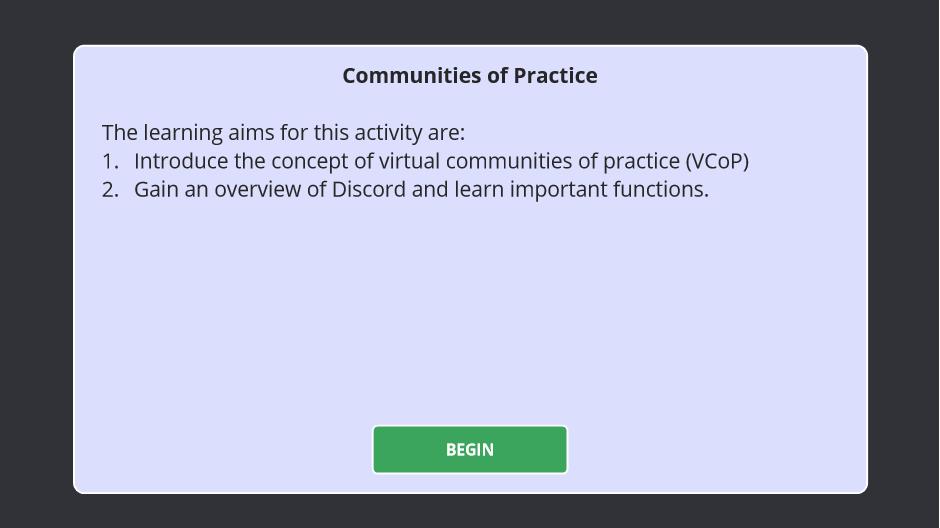 Communities of Practice
The learning aims for this activity are:
1. Introduce the concept of virtual communities of practice (VCoP)
2. Gain an overview of Discord and learn important functions.
BEGIN